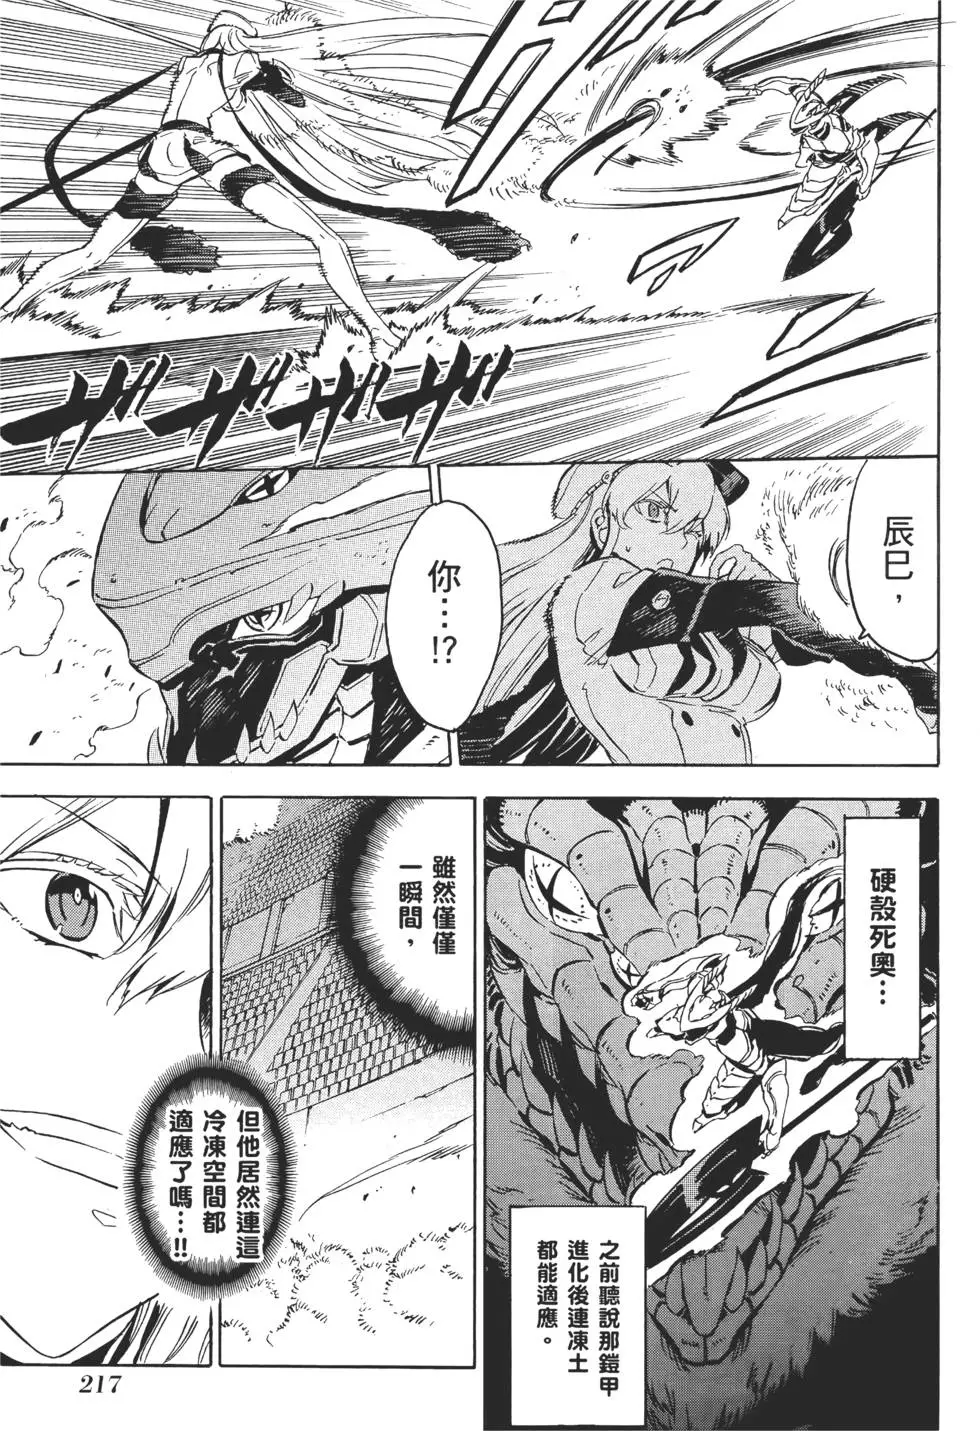 ザザザザ
辰巳，
你…!?
硬殼死奧…
之前聽說那鎧甲
進化後連凍土
都能適應。
雖然僅僅
一瞬間，
但他居然連這
冷凍空間都
適應了嗎…!!
217